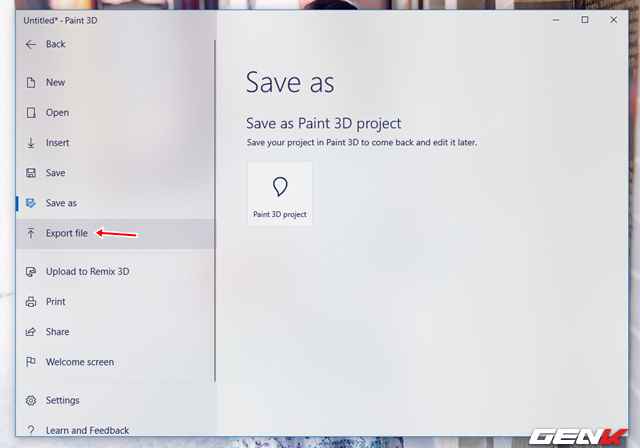 Untitled* - Paint 3D
Back
New
Open
Insert
Save
Save as
Export file
Upload to Remix 3D
Print
Share
Welcome screen
Settings
Learn and Feedback
Save as
Save as Paint 3D project
Save your project in Paint 3D to come back and edit it later.
Paint 3D project
GENK